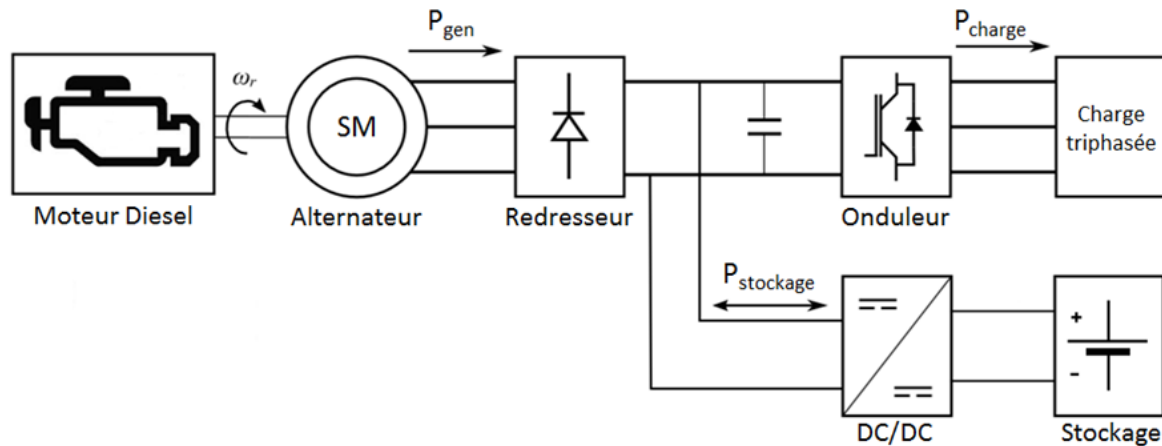 P_gen
P_charge
ω_r
SM
Charge
triphasée
Moteur Diesel
Alternateur
Redresseur
Onduleur
P_stockage
+
-
DC/DC
Stockage